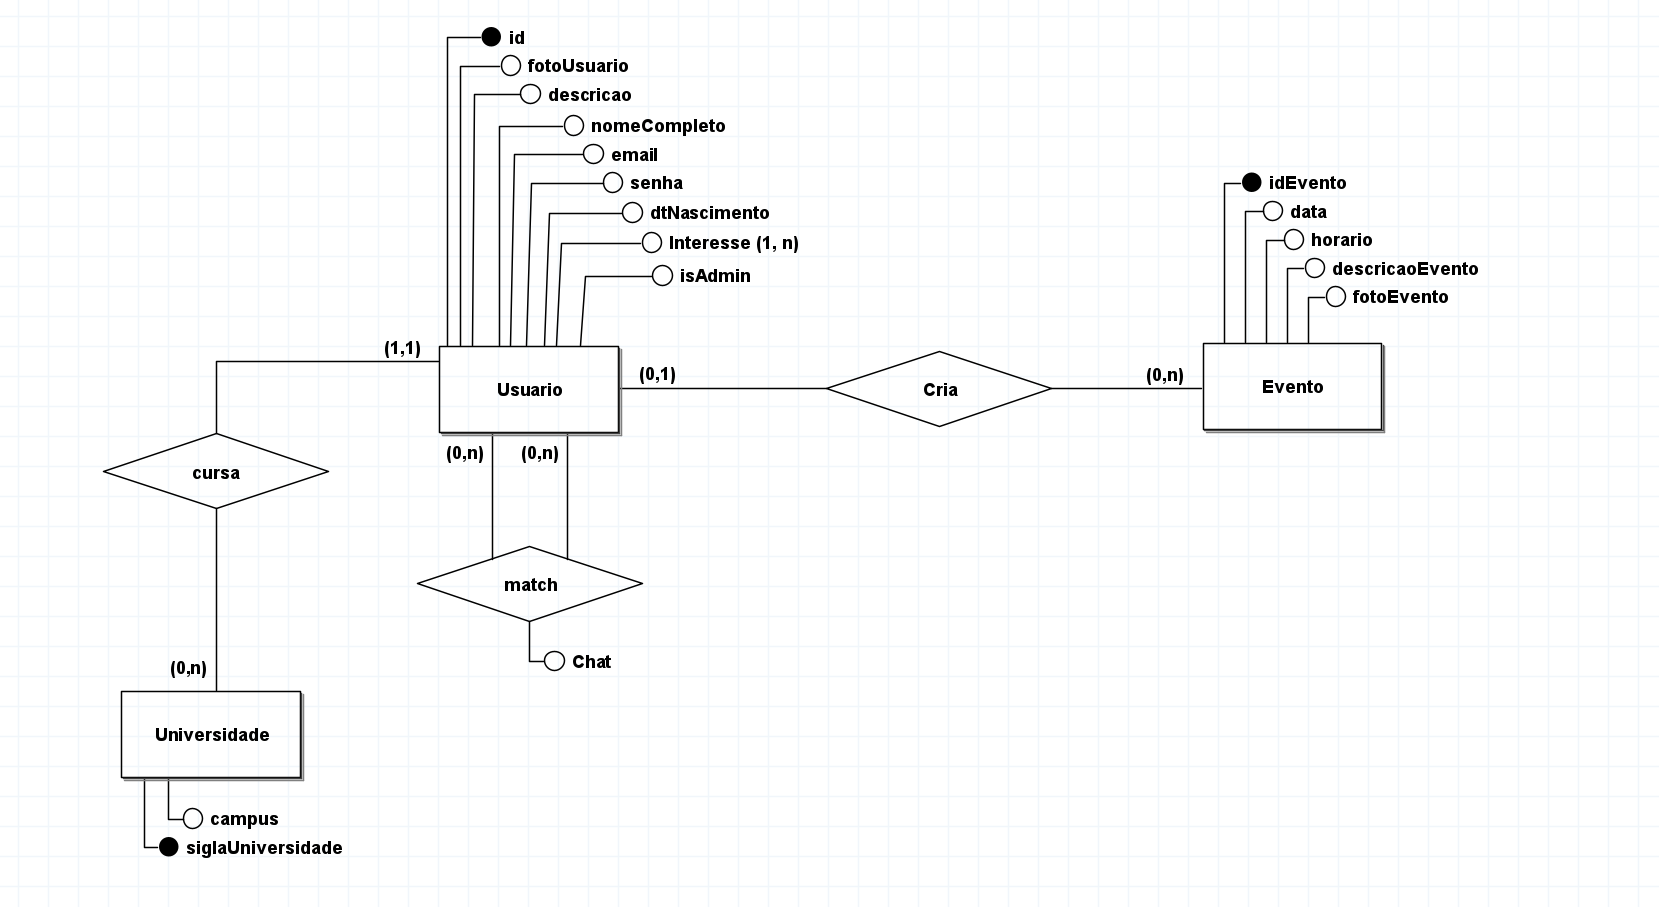 id
fotoUsuario
descricao
nomeCompleto
email
senha
dtNascimento
Interesse (1, n)
isAdmin
idEvento
data
horario
descricaoEvento
fotoEvento
(1,1)
Usuario
(0,1)
Cria
(0,n)
Evento
(0,n)
(0,n)
cursa
match
Chat
(0,n)
Universidade
campus
siglaUniversidade